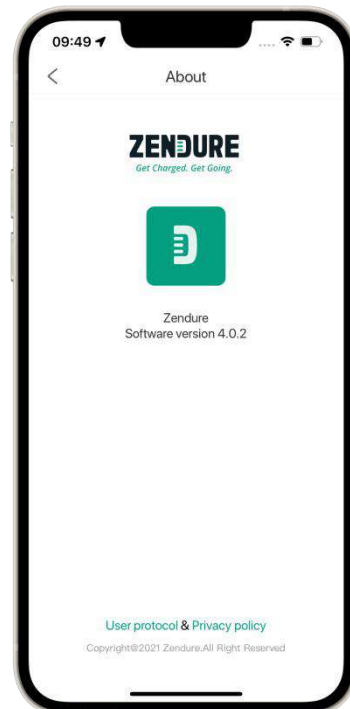 09:49
About
ZENDURE
Get Charged. Get Going.
Zendure
Software version 4.0.2
User protocol & Privacy policy
Copyright@2021 Zendure.All Right Reserved